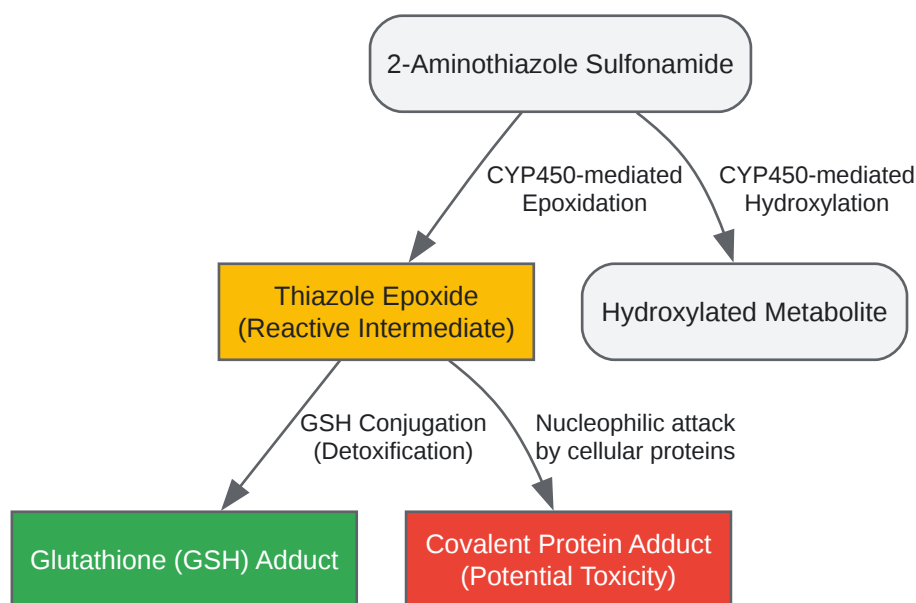 2-Aminothiazole Sulfonamide
CYP450-mediated
Epoxidation
CYP450-mediated
Hydroxylation
Thiazole Epoxide
(Reactive Intermediate)
Hydroxylated Metabolite
GSH Conjugation
(Detoxification)
Nucleophilic attack
by cellular proteins
Glutathione (GSH) Adduct
Covalent Protein Adduct
(Potential Toxicity)